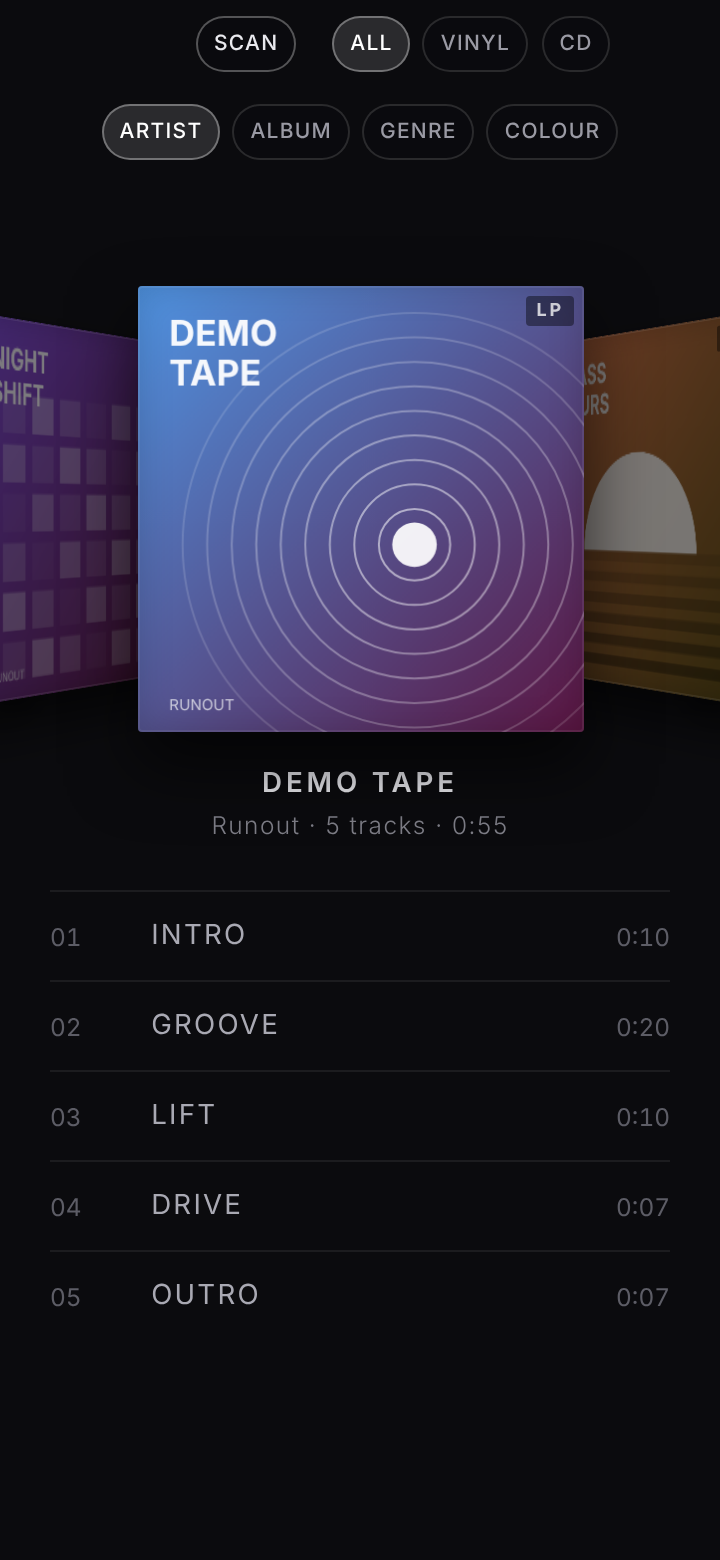 SCAN ALL VINYL CD
ARTIST ALBUM GENRE COLOUR
NIGHT
SHIFT
DEMO
TAPE
LP
RUNOUT
DEMO TAPE
Runout · 5 tracks · 0:55
01 INTRO 0:10
02 GROOVE 0:20
03 LIFT 0:10
04 DRIVE 0:07
05 OUTRO 0:07